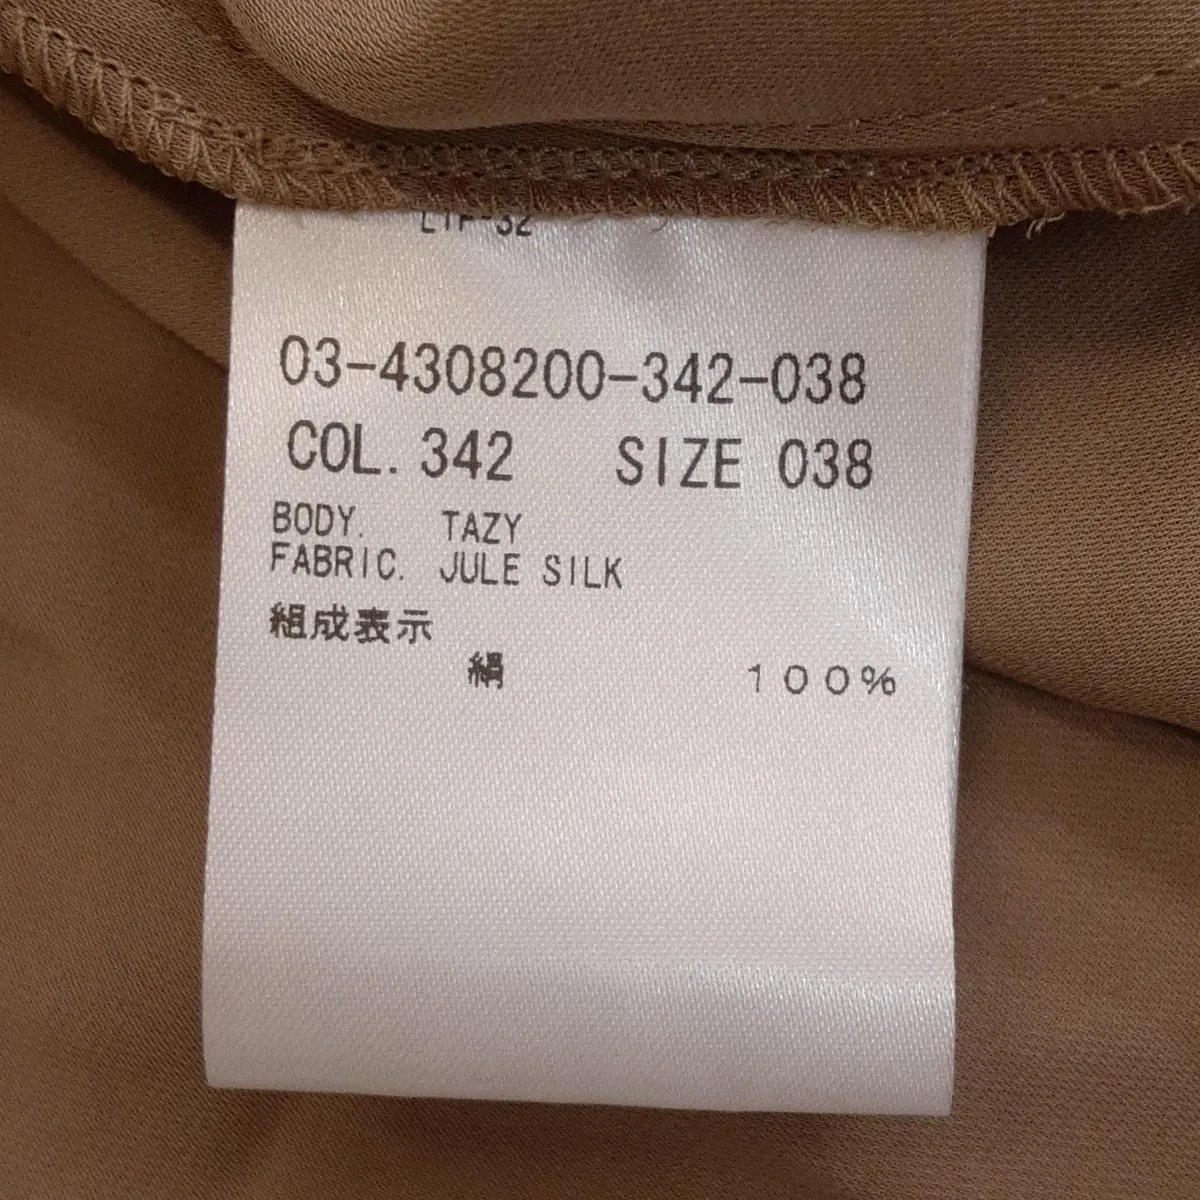 03-4308200-342-038
COL. 342 SIZE 038
BODY. TAZY
FABRIC. JULE SILK
組成表示
絹 100%